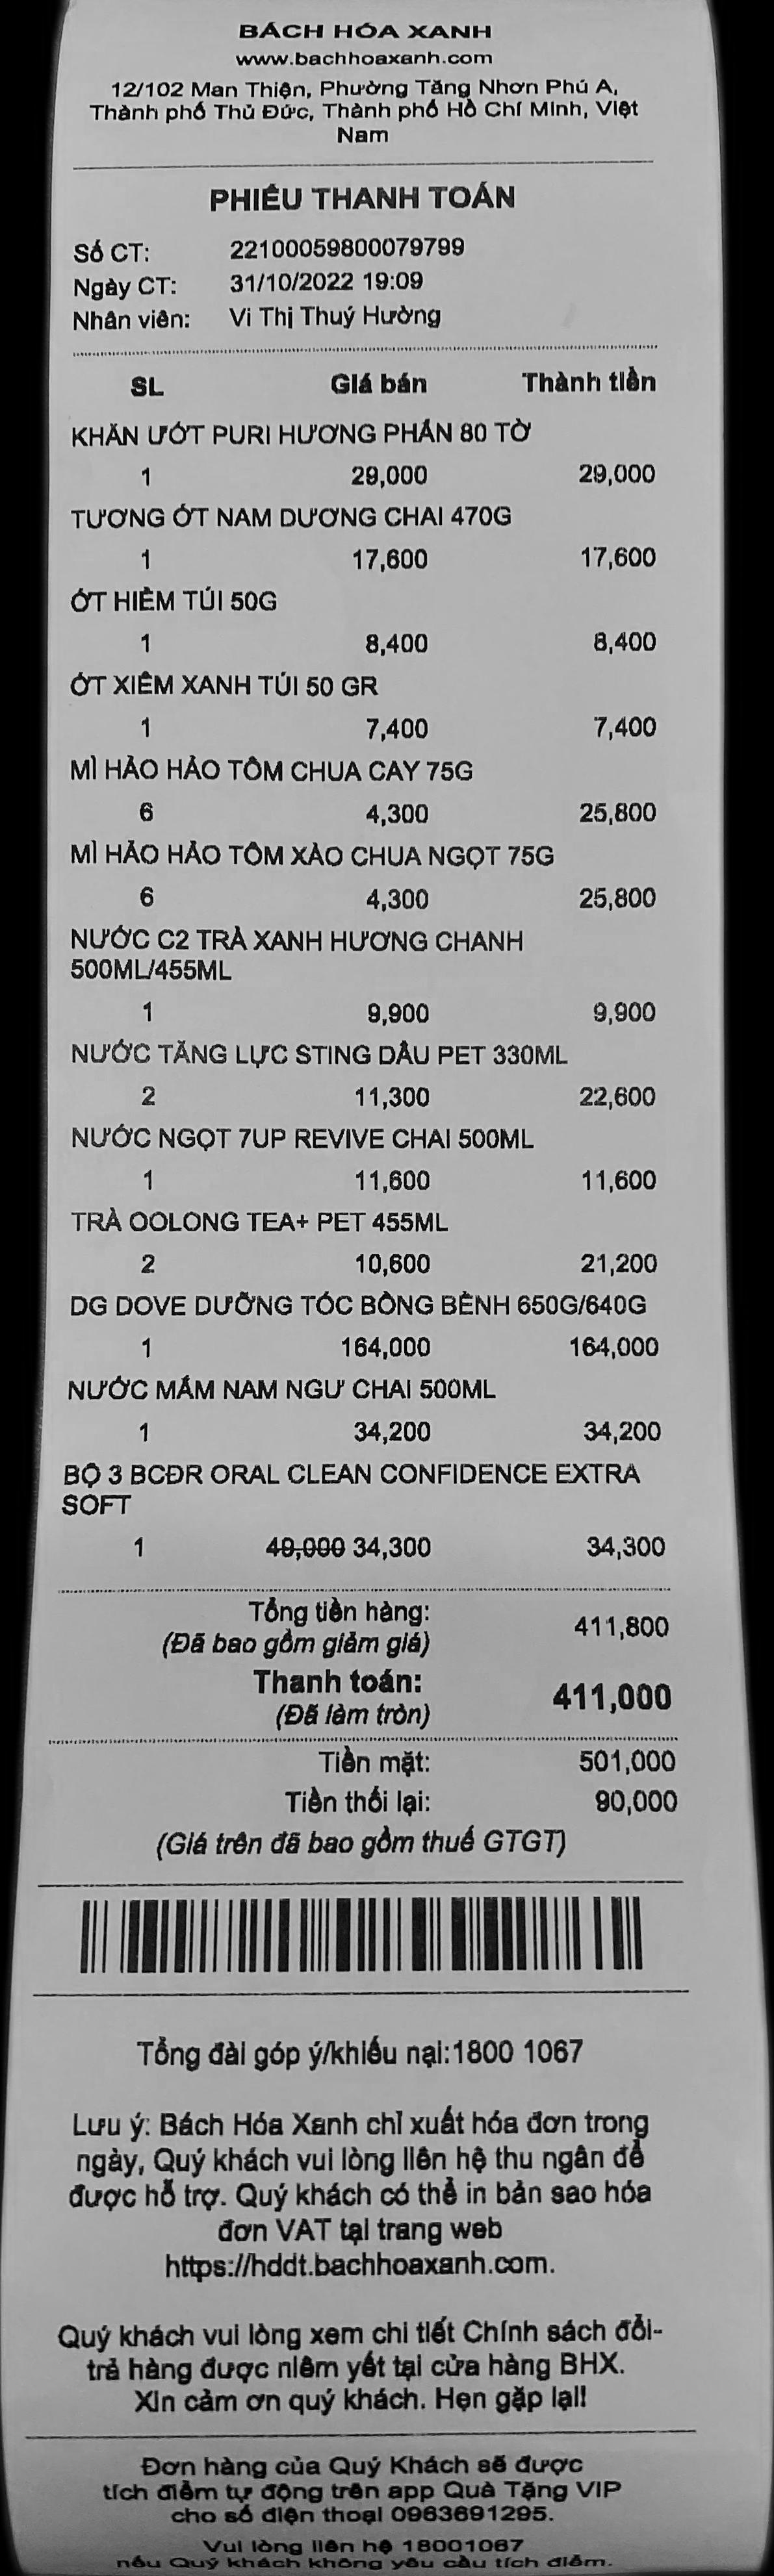 BÁCH HÓA XANH
www.bachhoaxanh.com
12/102 Man Thiện, Phường Tăng Nhơn Phú A,
Thành phố Thủ Đức, Thành phố Hồ Chí Minh, Việt
Nam
PHIẾU THANH TOÁN
Số CT: 22100059800079799
Ngày CT: 31/10/2022 19:09
Nhân viên: Vi Thị Thuý Hường
SL Giá bán Thành tiền
KHĂN ƯỚT PURI HƯƠNG PHẤN 80 TỜ
1 29,000 29,000
TƯƠNG ỚT NAM DƯƠNG CHAI 470G
1 17,600 17,600
ỚT HIỂM TÚI 50G
1 8,400 8,400
ỚT XIÊM XANH TÚI 50 GR
1 7,400 7,400
MÌ HẢO HẢO TÔM CHUA CAY 75G
6 4,300 25,800
MÌ HẢO HẢO TÔM XÀO CHUA NGỌT 75G
6 4,300 25,800
NƯỚC C2 TRÀ XANH HƯƠNG CHANH
500ML/455ML
1 9,900 9,900
NƯỚC TĂNG LỰC STING DÂU PET 330ML
2 11,300 22,600
NƯỚC NGỌT 7UP REVIVE CHAI 500ML
1 11,600 11,600
TRÀ OOLONG TEA+ PET 455ML
2 10,600 21,200
DG DOVE DƯỠNG TÓC BỒNG BỀNH 650G/640G
1 164,000 164,000
NƯỚC MẮM NAM NGƯ CHAI 500ML
1 34,200 34,200
BỘ 3 BCĐR ORAL CLEAN CONFIDENCE EXTRA
SOFT
1 49,000 34,300 34,300
Tổng tiền hàng: 411,800
(Đã bao gồm giảm giá)
Thanh toán: 411,000
(Đã làm tròn)
Tiền mặt: 501,000
Tiền thối lại: 90,000
(Giá trên đã bao gồm thuế GTGT)
Tổng đài góp ý/khiếu nại:1800 1067
Lưu ý: Bách Hóa Xanh chỉ xuất hóa đơn trong
ngày, Quý khách vui lòng liên hệ thu ngân để
được hỗ trợ. Quý khách có thể in bản sao hóa
đơn VAT tại trang web
https://hddt.bachhoaxanh.com.
Quý khách vui lòng xem chi tiết Chính sách đổi-
trả hàng được niêm yết tại cửa hàng BHX.
Xin cảm ơn quý khách. Hẹn gặp lại!
Đơn hàng của Quý Khách sẽ được
tích điểm tự động trên app Quà Tặng VIP
cho số điện thoại 0963691295.
Vui lòng liên hệ 18001067
nếu Quý khách không yêu cầu tích điểm.